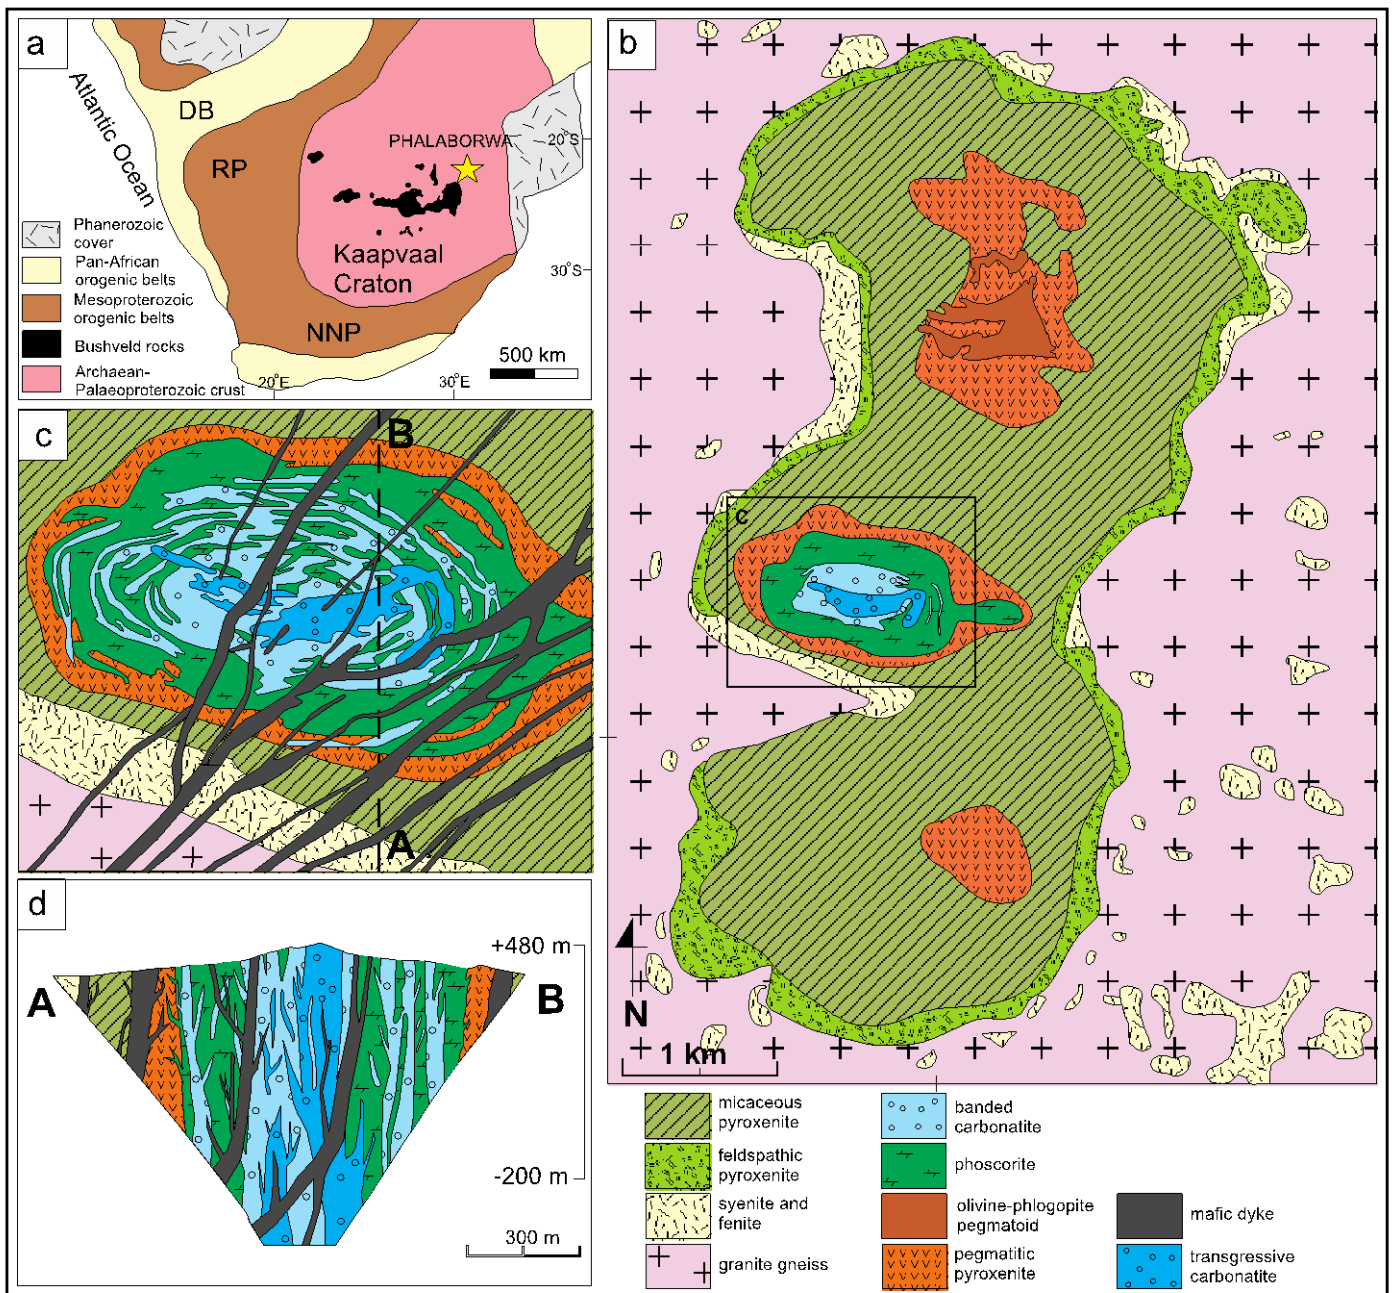 a
Atlantic Ocean
DB
RP
PHALABORWA
20°S
Kaapvaal
Craton
30°S
NNP
500 km
20°E
30°E
Phanerozoic
cover
Pan-African
orogenic belts
Mesoproterozoic
orogenic belts
Bushveld rocks
Archaean-
Palaeoproterozoic crust
b
c
N
1 km
c
B
A
d
+480 m
A
B
-200 m
300 m
micaceous
pyroxenite
feldspathic
pyroxenite
syenite and
fenite
granite gneiss
banded
carbonatite
phoscorite
olivine-phlogopite
pegmatoid
pegmatitic
pyroxenite
mafic dyke
transgressive
carbonatite